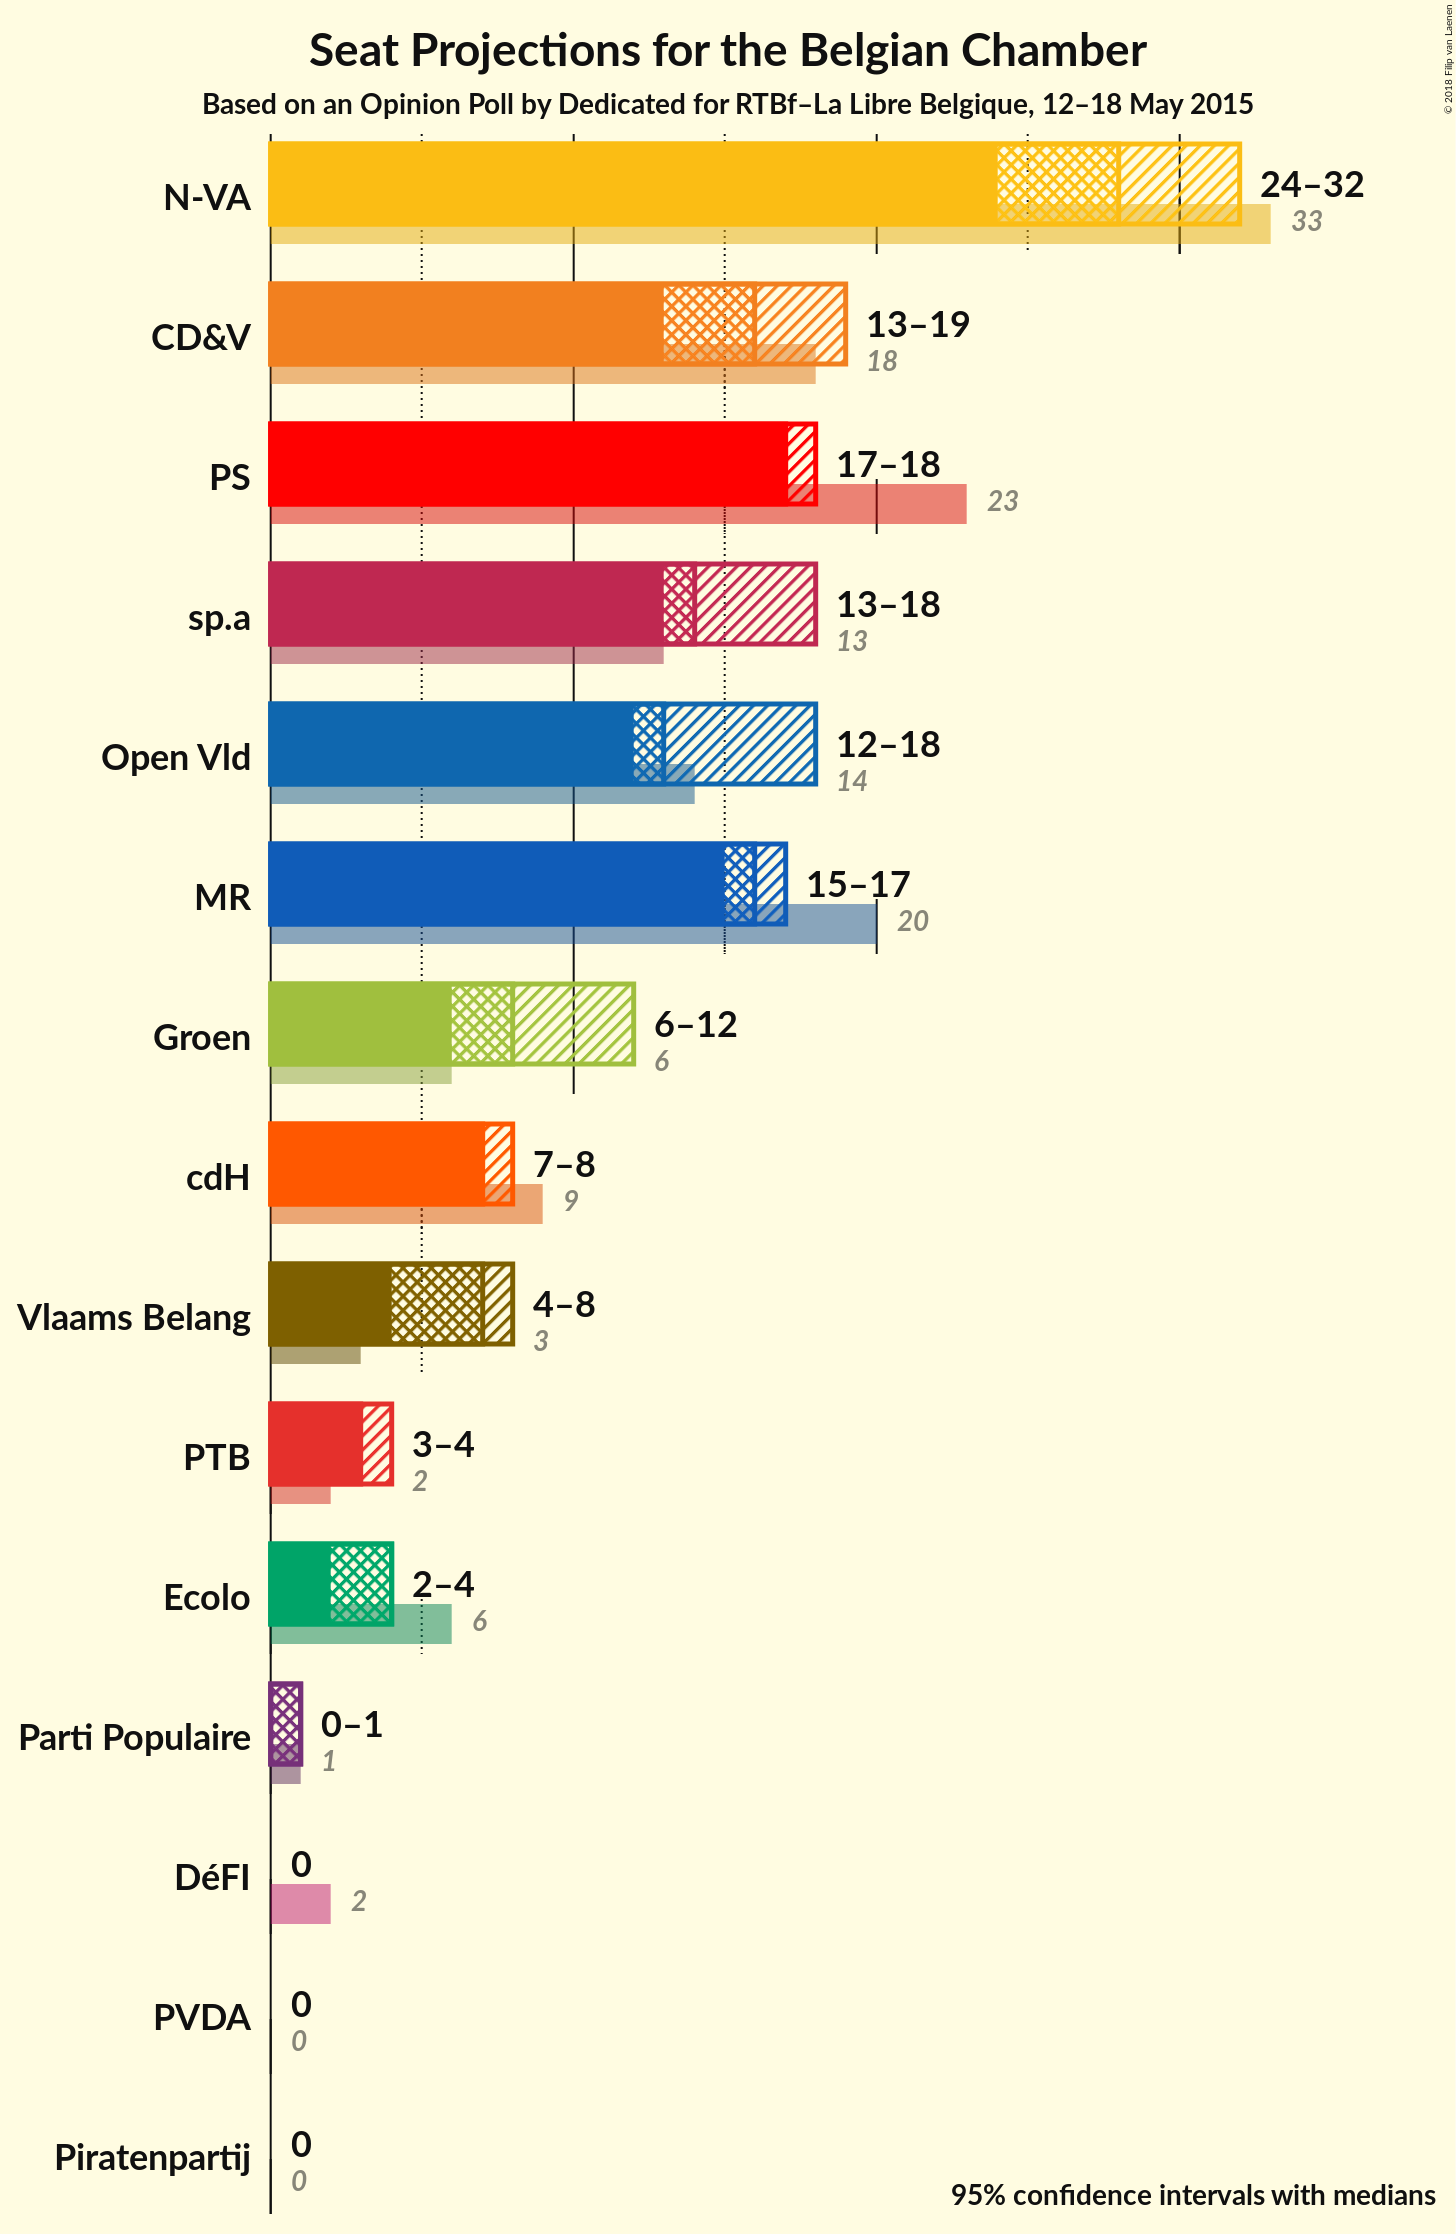 Seat Projections for the Belgian Chamber
Based on an Opinion Poll by Dedicated for RTBf–La Libre Belgique, 12–18 May 2015
© 2018 Filip van Laenen
N-VA
24–32
33
CD&V
13–19
18
PS
17–18
23
sp.a
13–18
13
Open Vld
12–18
14
MR
15–17
20
Groen
6–12
6
cdH
7–8
9
Vlaams Belang
4–8
3
PTB
3–4
2
Ecolo
2–4
6
Parti Populaire
0–1
1
DéFI
0
2
PVDA
0
0
Piratenpartij
0
0
95% confidence intervals with medians